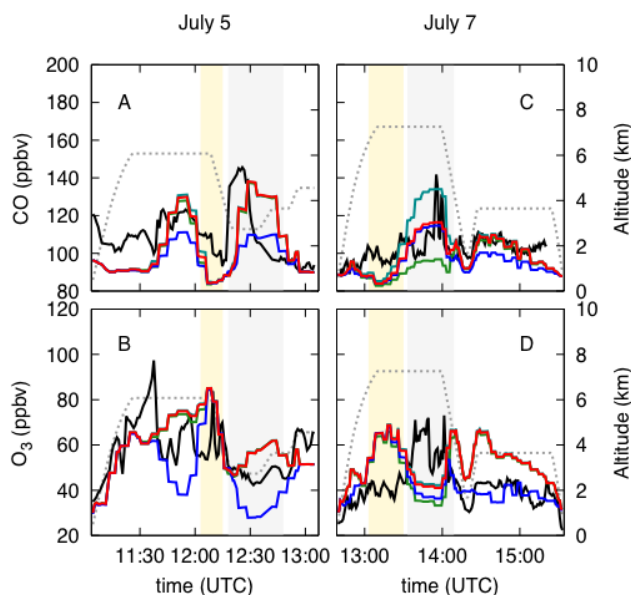 July 5 July 7
200 10
180
160 A C 8
140 6
120 4
100 2
80 0
CO (ppbv) Altitude (km)
120 10
100 B D 8
80 6
60 4
40 2
20 0
O3 (ppbv) Altitude (km)
11:30 12:00 12:30 13:00 13:00 14:00 15:00
time (UTC) time (UTC)